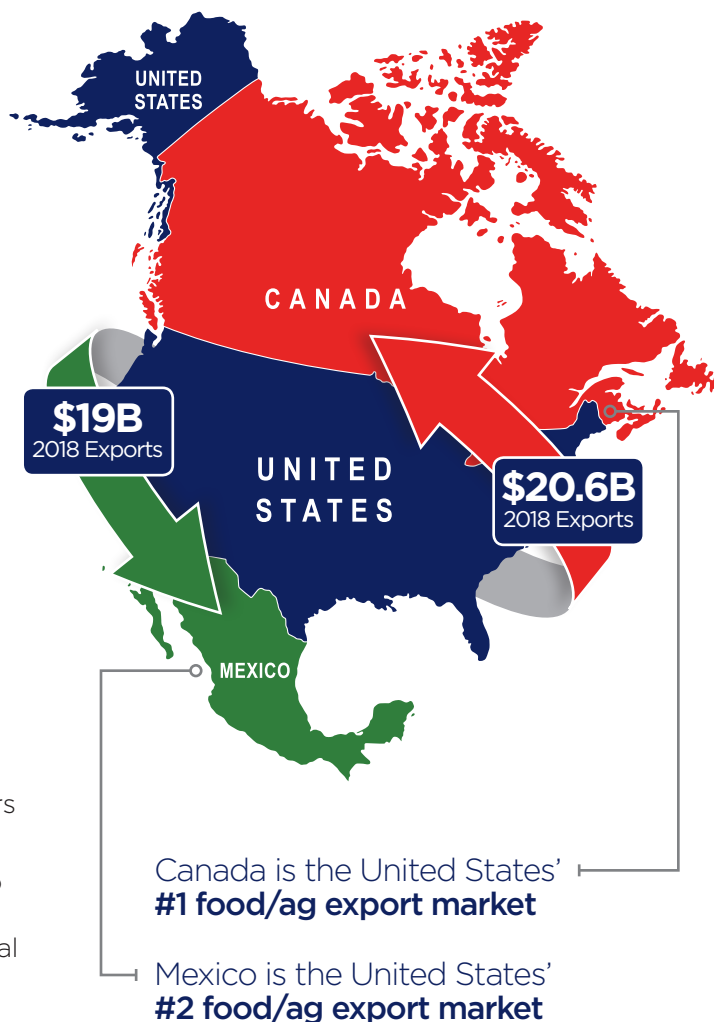 UNITED
STATES
CANADA
$19B
2018 Exports
UNITED
STATES
$20.6B
2018 Exports
MEXICO
Canada is the United States'
#1 food/ag export market
Mexico is the United States'
#2 food/ag export market